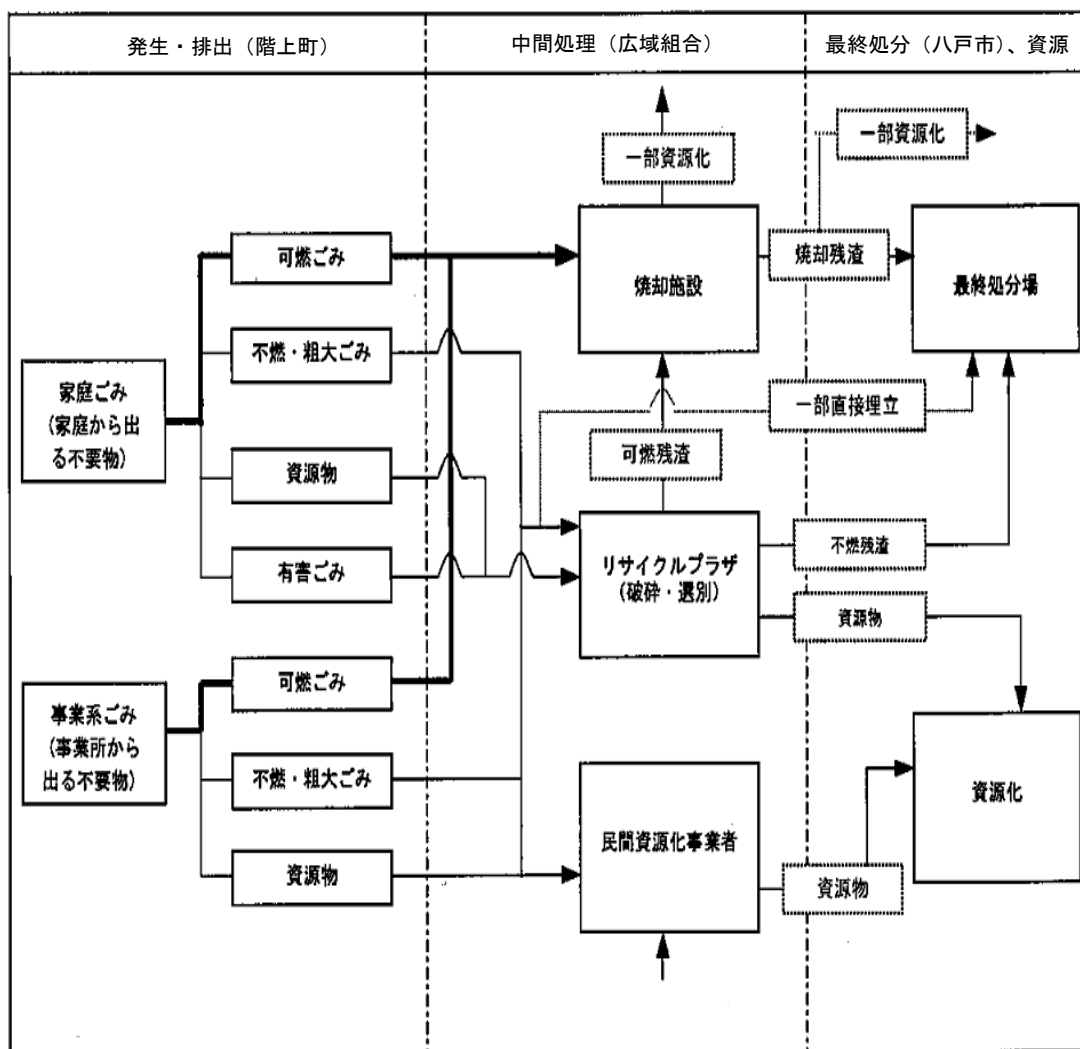 発生・排出（階上町）
中間処理（広域組合）
最終処分（八戸市）、資源
一部資源化
一部資源化
可燃ごみ
焼却施設
焼却残渣
最終処分場
不燃・粗大ごみ
家庭ごみ
(家庭から出
る不要物)
一部直接埋立
可燃残渣
資源物
有害ごみ
リサイクルプラザ
(破砕・選別)
不燃残渣
資源物
可燃ごみ
事業系ごみ
(事業所から
出る不要物)
不燃・粗大ごみ
資源化
民間資源化事業者
資源物
資源物